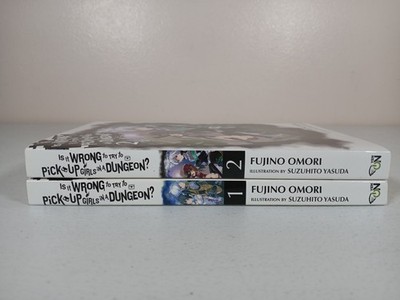 IS IT WRONG TO TRY TO
PICK UP GIRLS IN A DUNGEON?
2
FUJINO OMORI
ILLUSTRATION BY SUZUHITO YASUDA
IS IT WRONG TO TRY TO
PICK UP GIRLS IN A DUNGEON?
1
FUJINO OMORI
ILLUSTRATION BY SUZUHITO YASUDA